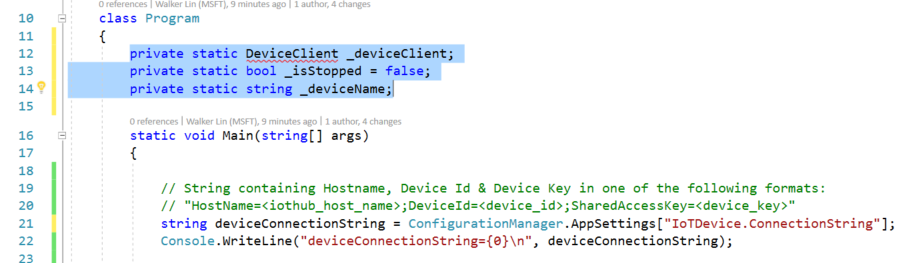 0 references | Walker Lin (MSFT), 9 minutes ago | 1 author, 4 changes
10 class Program
11 {
12 private static DeviceClient _deviceClient;
13 private static bool _isStopped = false;
14 private static string _deviceName;
15
0 references | Walker Lin (MSFT), 9 minutes ago | 1 author, 4 changes
16 static void Main(string[] args)
17 {
18
19 // String containing Hostname, Device Id & Device Key in one of the following formats:
20 // "HostName=<iothub_host_name>;DeviceId=<device_id>;SharedAccessKey=<device_key>"
21 string deviceConnectionString = ConfigurationManager.AppSettings["IoTDevice.ConnectionString"];
22 Console.WriteLine("deviceConnectionString={0}\n", deviceConnectionString);
23